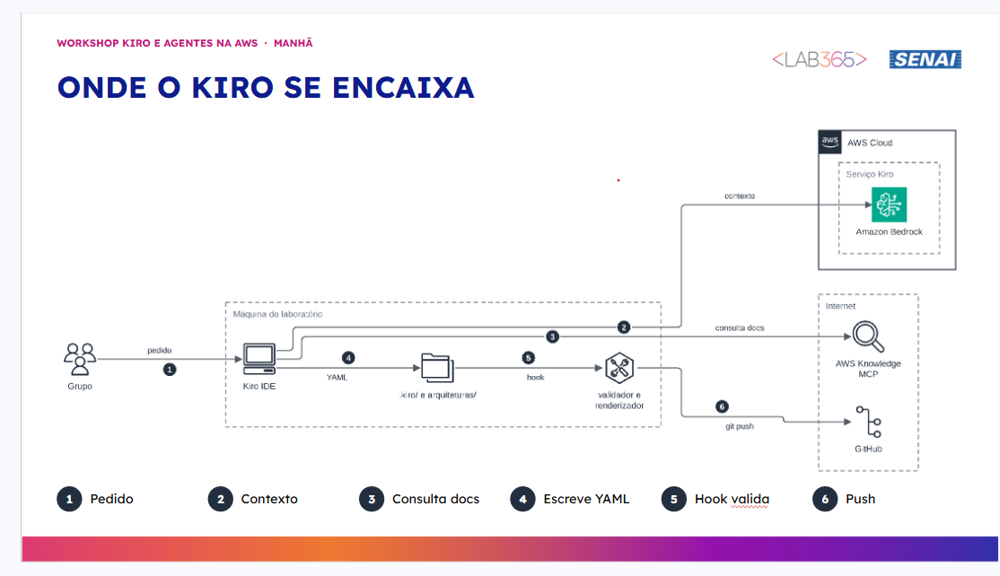 WORKSHOP KIRO E AGENTES NA AWS · MANHÃ
<LAB365>
SENAI
ONDE O KIRO SE ENCAIXA
aws
AWS Cloud
Serviço Kiro
contexto
Amazon Bedrock
Máquina do laboratório
Internet
2
3
consulta docs
pedido
1
4
5
YAML
hook
Grupo
Kiro IDE
.kiro/ e arquiteturas/
validador e
renderizador
AWS Knowledge
MCP
6
git push
GitHub
1 Pedido
2 Contexto
3 Consulta docs
4 Escreve YAML
5 Hook valida
6 Push